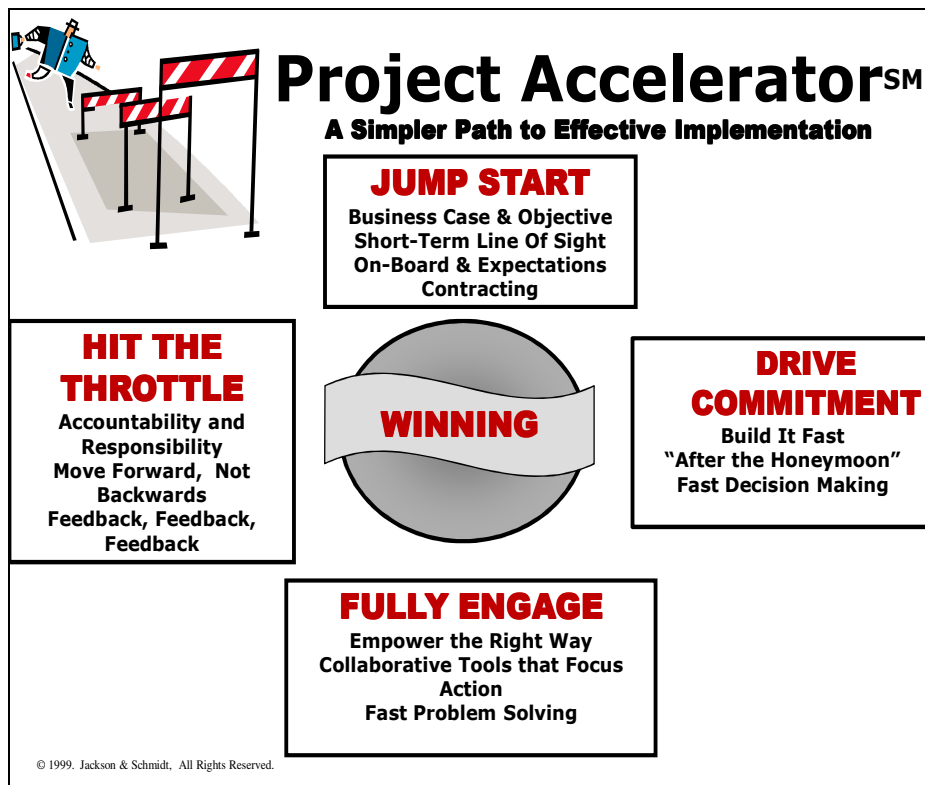 Project Accelerator℠
A Simpler Path to Effective Implementation
JUMP START
Business Case & Objective
Short-Term Line Of Sight
On-Board & Expectations
Contracting
HIT THE
THROTTLE
Accountability and
Responsibility
Move Forward,  Not
Backwards
Feedback, Feedback,
Feedback
WINNING
DRIVE
COMMITMENT
Build It Fast
“After the Honeymoon”
Fast Decision Making
FULLY ENGAGE
Empower the Right Way
Collaborative Tools that Focus
Action
Fast Problem Solving
© 1999.  Jackson & Schmidt,  All Rights Reserved.